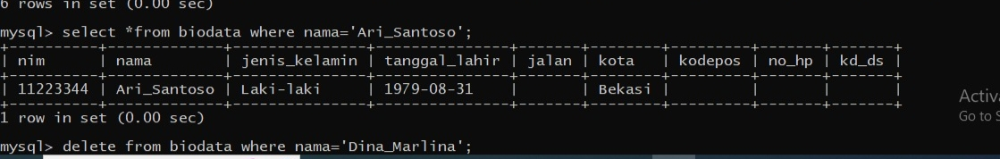 6 rows in set (0.00 sec)
mysql> select *from biodata where nama='Ari_Santoso';
+----------+-------------+---------------+---------------+-------+--------+---------+-------+-------+
| nim      | nama        | jenis_kelamin | tanggal_lahir | jalan | kota   | kodepos | no_hp | kd_ds |
+----------+-------------+---------------+---------------+-------+--------+---------+-------+-------+
| 11223344 | Ari_Santoso | Laki-laki     | 1979-08-31    |       | Bekasi |         |       |       |
+----------+-------------+---------------+---------------+-------+--------+---------+-------+-------+
1 row in set (0.00 sec)
mysql> delete from biodata where nama='Dina_Marlina';
Activa
Go to S